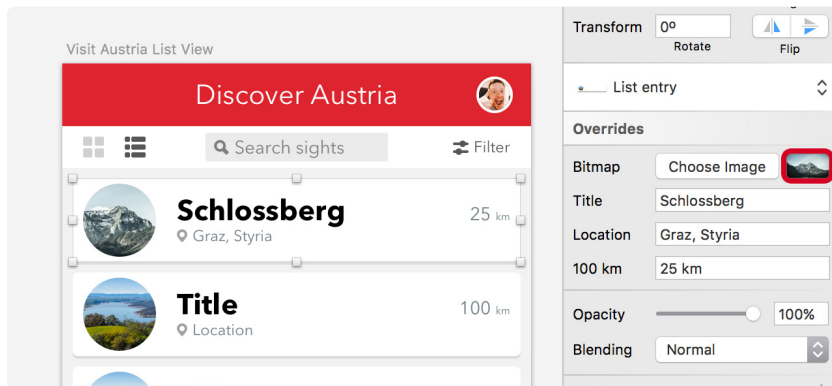 Visit Austria List View
Discover Austria
Search sights
Filter
Schlossberg
Graz, Styria
25 km
Title
Location
100 km
Transform
0º
Rotate
Flip
List entry
Overrides
Bitmap
Choose Image
Title
Schlossberg
Location
Graz, Styria
100 km
25 km
Opacity
100%
Blending
Normal